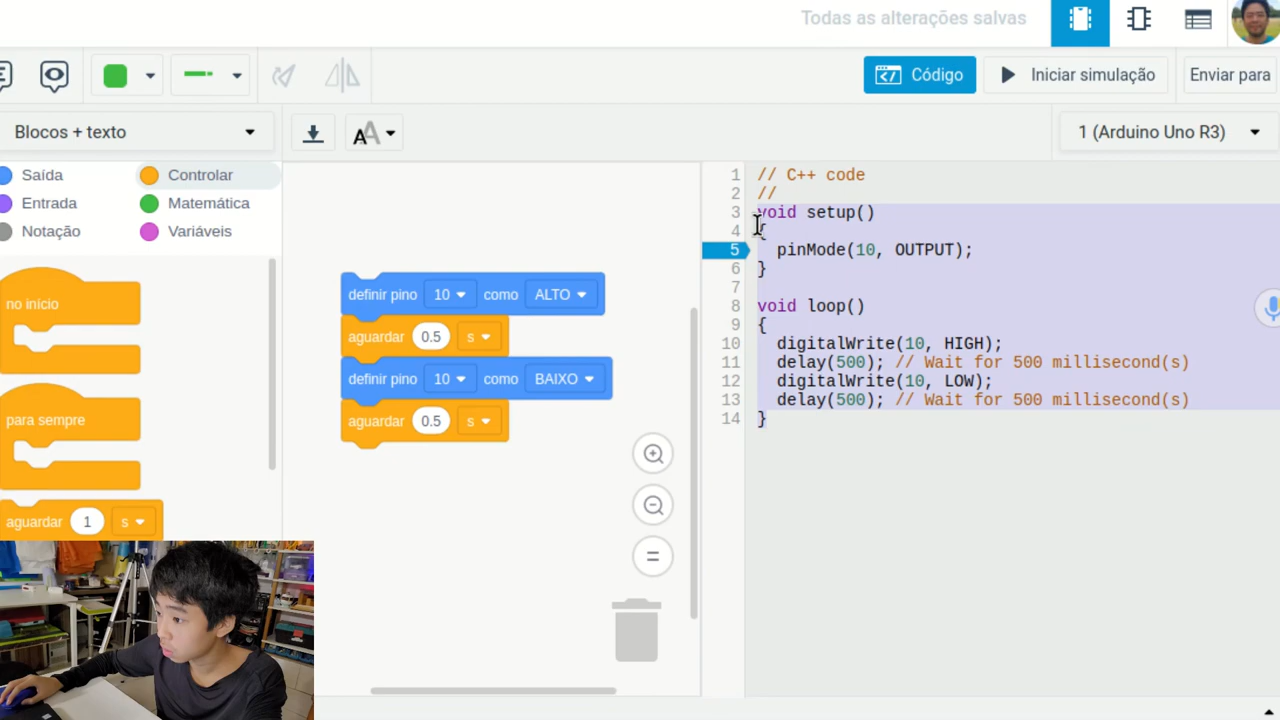 Todas as alterações salvas
Código
Iniciar simulação
Enviar para
Blocos + texto
1 (Arduino Uno R3)
Saída
Controlar
Entrada
Matemática
Notação
Variáveis
no início
para sempre
aguardar 1 s
definir pino 10 como ALTO
aguardar 0.5 s
definir pino 10 como BAIXO
aguardar 0.5 s
1 // C++ code
2 //
3 void setup()
4 {
5 pinMode(10, OUTPUT);
6 }
7
8 void loop()
9 {
10 digitalWrite(10, HIGH);
11 delay(500); // Wait for 500 millisecond(s)
12 digitalWrite(10, LOW);
13 delay(500); // Wait for 500 millisecond(s)
14 }